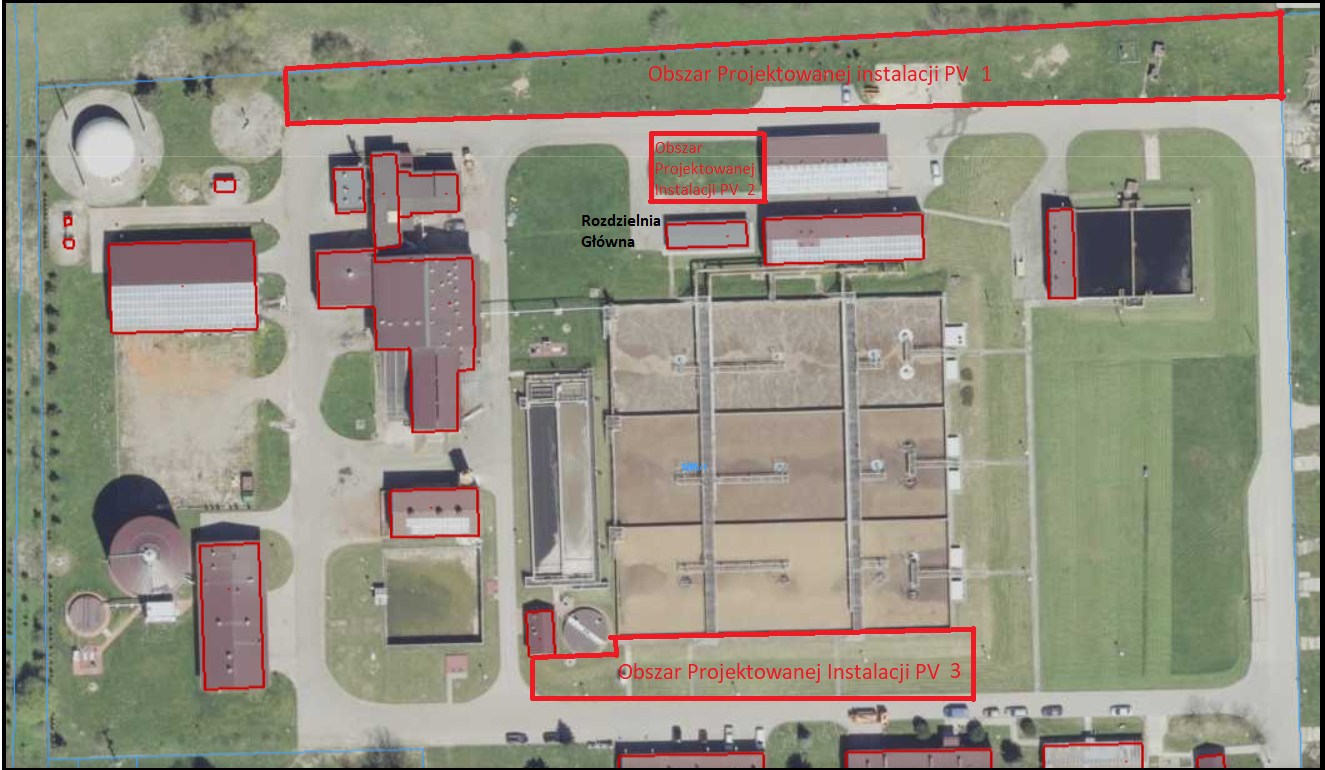 Obszar Projektowanej instalacji PV 1
Obszar
Projektowanej
Instalacji PV 2
Rozdzielnia
Główna
Obszar Projektowanej Instalacji PV 3